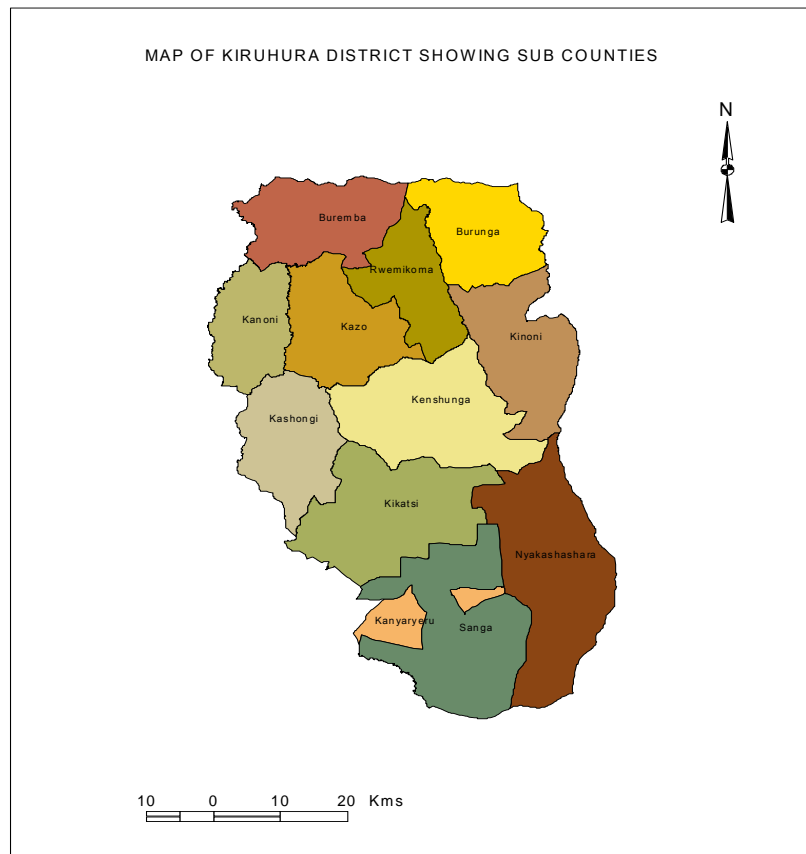 MAP OF KIRUHURA DISTRICT SHOWING SUB COUNTIES
N
Buremba
Burunga
Rwemikoma
Kanoni
Kazo
Kinoni
Kenshunga
Kashongi
Kikatsi
Nyakashashara
Kanyaryeru
Sanga
10 0 10 20 Kms